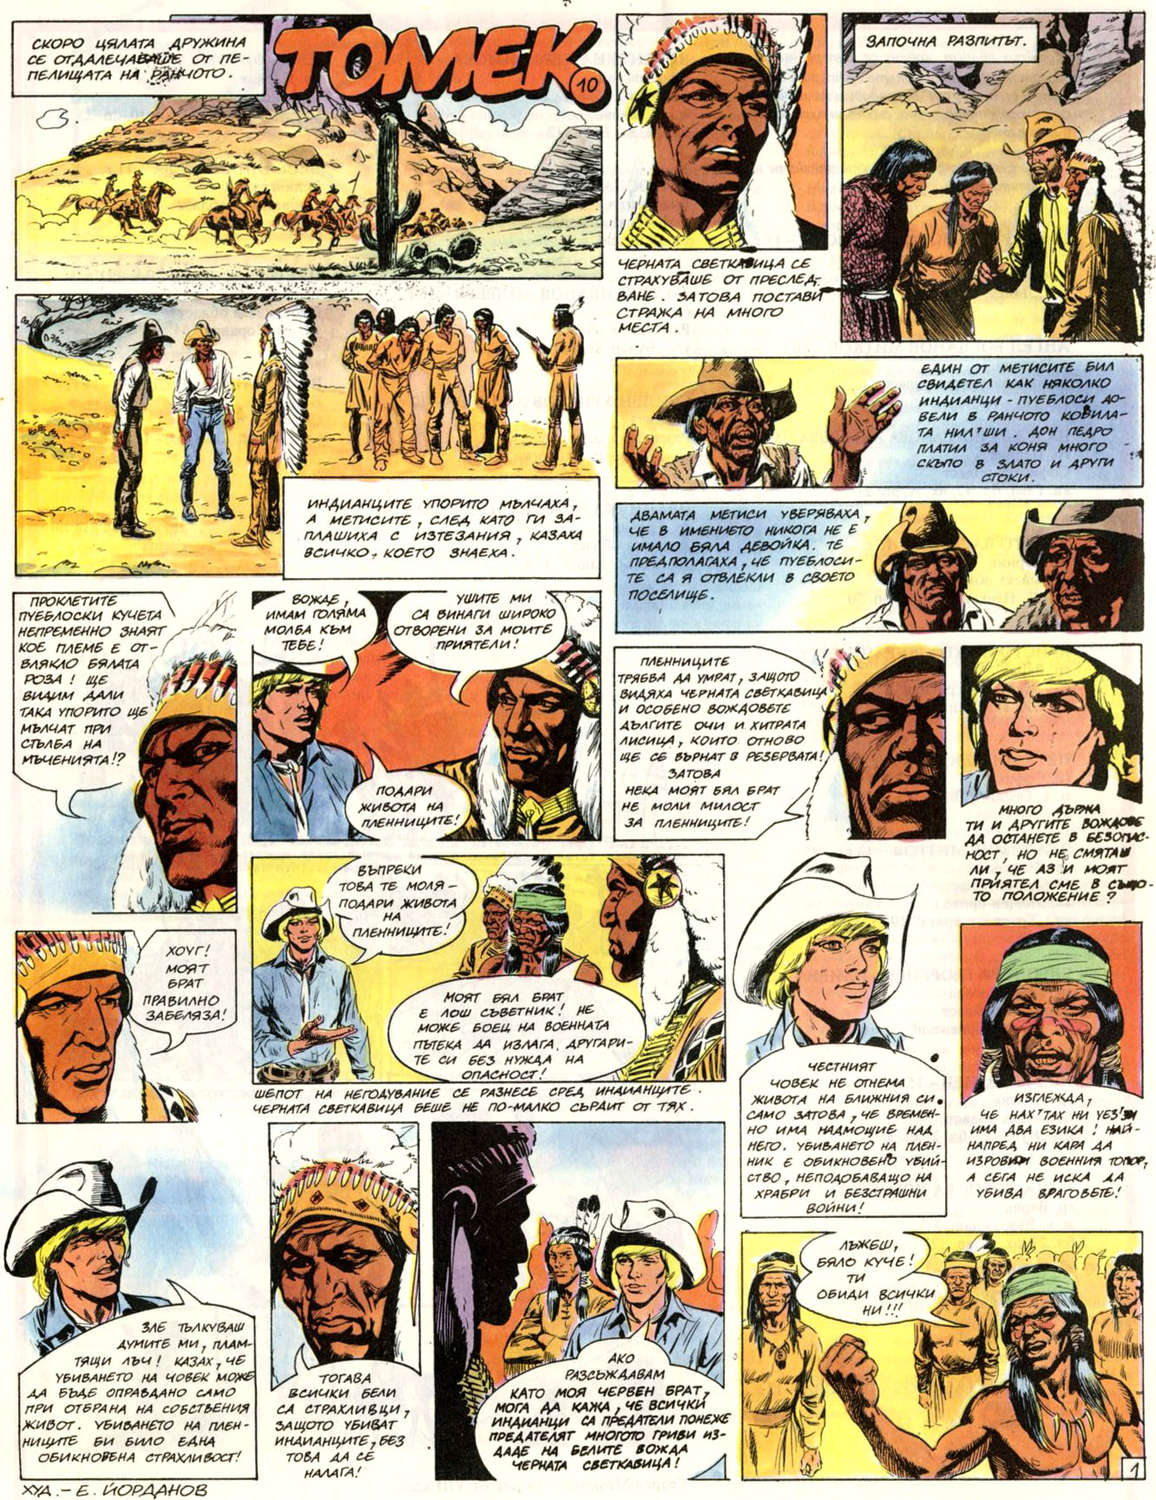 СКОРО ЦЯЛАТА ДРУЖИНА
СЕ ОТДАЛЕЧАВАШЕ ОТ ПЕ-
ПЕЛИЩАТА НА РАНЧОТО.
ТОМЕК
10
ЧЕРНАТА СВЕТКАВИЦА СЕ
СТРАХУВАШЕ ОТ ПРЕСЛЕД-
ВАНЕ. ЗАТОВА ПОСТАВИ
СТРАЖА НА МНОГО
МЕСТА.
ЗАПОЧНА РАЗПИТЪТ.
ИНДИАНЦИТЕ УПОРИТО МЪЛЧАХА,
А МЕТИСИТЕ, СЛЕД КАТО ГИ ЗА-
ПЛАШИХА С ИЗТЕЗАНИЯ, КАЗАХА
ВСИЧКО, КОЕТО ЗНАЕХА.
ЕДИН ОТ МЕТИСИТЕ БИЛ
СВИДЕТЕЛ КАК НЯКОЛКО
ИНДИАНЦИ - ПУЕБЛОСИ ДО-
ВЕЛИ В РАНЧОТО КОБИЛА-
ТА НИЛ'ШИ. ДОН ПЕДРО
ПЛАТИЛ ЗА КОНЯ МНОГО
СКЪПО В ЗЛАТО И ДРУГИ
СТОКИ.
ДВАМАТА МЕТИСИ УВЕРЯВАХА,
ЧЕ В ИМЕНИЕТО НИКОГА НЕ Е
ИМАЛО БЯЛА ДЕВОЙКА. ТЕ
ПРЕДПОЛАГАХА, ЧЕ ПУЕБЛОСИ-
ТЕ СА Я ОТВЛЕКЛИ В СВОЕТО
ПОСЕЛИЩЕ.
ПРОКЛЕТИТЕ
ПУЕБЛОСКИ КУЧЕТА
НЕПРЕМЕННО ЗНАЯТ
КОЕ ПЛЕМЕ Е ОТ-
ВЛЯКЛО БЯЛАТА
РОЗА! ЩЕ
ВИДИМ ДАЛИ
ТАКА УПОРИТО ЩЕ
МЪЛЧАТ ПРИ
СТЪЛБА НА
МЪЧЕНИЯТА!?
ВОЖДЕ,
ИМАМ ГОЛЯМА
МОЛБА КЪМ
ТЕБЕ!
УШИТЕ МИ
СА ВИНАГИ ШИРОКО
ОТВОРЕНИ ЗА МОИТЕ
ПРИЯТЕЛИ!
ПОДАРИ
ЖИВОТА НА
ПЛЕННИЦИТЕ!
ПЛЕННИЦИТЕ
ТРЯБВА ДА УМРАТ, ЗАЩОТО
ВИДЯХА ЧЕРНАТА СВЕТКАВИЦА
И ОСОБЕНО ВОЖДОВЕТЕ
ДЪЛГИТЕ ОЧИ И ХИТРАТА
ЛИСИЦА, КОИТО ОТНОВО
ЩЕ СЕ ВЪРНАТ В РЕЗЕРВАТА!
ЗАТОВА
НЕКА МОЯТ БЯЛ БРАТ
НЕ МОЛИ МИЛОСТ
ЗА ПЛЕННИЦИТЕ!
МНОГО ДЪРЖА
ТИ И ДРУГИТЕ ВОЖДОВЕ
ДА ОСТАНЕТЕ В БЕЗОПАС-
НОСТ, НО НЕ СМЯТАШ
ЛИ, ЧЕ АЗ И МОЯТ
ПРИЯТЕЛ СМЕ В СЪЩО-
ТО ПОЛОЖЕНИЕ?
ХОУГ!
МОЯТ
БРАТ
ПРАВИЛНО
ЗАБЕЛЯЗА!
ВЪПРЕКИ
ТОВА ТЕ МОЛЯ -
ПОДАРИ ЖИВОТА
НА
ПЛЕННИЦИТЕ!
МОЯТ БЯЛ БРАТ
Е ЛОШ СЪВЕТНИК! НЕ
МОЖЕ БОЕЦ НА ВОЕННАТА
ПЪТЕКА ДА ИЗЛАГА ДРУГАРИ-
ТЕ СИ БЕЗ НУЖДА НА
ОПАСНОСТ!
ШЕПОТ НА НЕГОДУВАНИЕ СЕ РАЗНЕСЕ СРЕД ИНДИАНЦИТЕ.
ЧЕРНАТА СВЕТКАВИЦА БЕШЕ НЕ ПО-МАЛКО СЪРДИТ ОТ ТЯХ.
ЧЕСТНИЯТ
ЧОВЕК НЕ ОТНЕМА
ЖИВОТА НА БЛИЖНИЯ СИ
САМО ЗАТОВА, ЧЕ ВРЕМЕН-
НО ИМА НАДМОЩИЕ НАД
НЕГО. УБИВАНЕТО НА ПЛЕН-
НИК Е ОБИКНОВЕНО УБИЙ-
СТВО, НЕПОДОБАВАЩО НА
ХРАБРИ И БЕЗСТРАШНИ
ВОЙНИ!
ИЗГЛЕЖДА,
ЧЕ НАХ'ТАХ НИ УЕЗ'ЗИ
ИМА ДВА ЕЗИКА! НАЙ-
НАПРЕД НИ КАРА ДА
ИЗРОВИМ ВОЕННИЯ ТОПОР,
А СЕГА НЕ ИСКА ДА
УБИВА ВРАГОВЕТЕ!
ЗЛЕ ТЪЛКУВАШ
ДУМИТЕ МИ, ПЛАМ-
ТЯЩИ ЛЪЧ! КАЗАХ, ЧЕ
УБИВАНЕТО НА ЧОВЕК МОЖЕ
ДА БЪДЕ ОПРАВДАНО САМО
ПРИ ОТБРАНА НА СОБСТВЕНИЯ
ЖИВОТ. УБИВАНЕТО НА ПЛЕН-
НИЦИТЕ БИ БИЛО ЕДНА
ОБИКНОВЕНА СТРАХЛИВОСТ!
ТОГАВА
ВСИЧКИ БЕЛИ
СА СТРАХЛИВЦИ,
ЗАЩОТО УБИВАТ
ИНДИАНЦИТЕ, БЕЗ
ТОВА ДА СЕ
НАЛАГА!
АКО
РАЗСЪЖДАВАМ
КАТО МОЯ ЧЕРВЕН БРАТ,
МОГА ДА КАЖА, ЧЕ ВСИЧКИ
ИНДИАНЦИ СА ПРЕДАТЕЛИ ПОНЕЖЕ
ПРЕДАТЕЛЯТ МНОГОТО ГРИВИ ИЗ-
ДАДЕ НА БЕЛИТЕ ВОЖДА
ЧЕРНАТА СВЕТКАВИЦА!
ЛЪЖЕШ,
БЯЛО КУЧЕ!
ТИ
ОБИДИ ВСИЧКИ
НИ!!!
1
ХУД. - Е. ЙОРДАНОВ